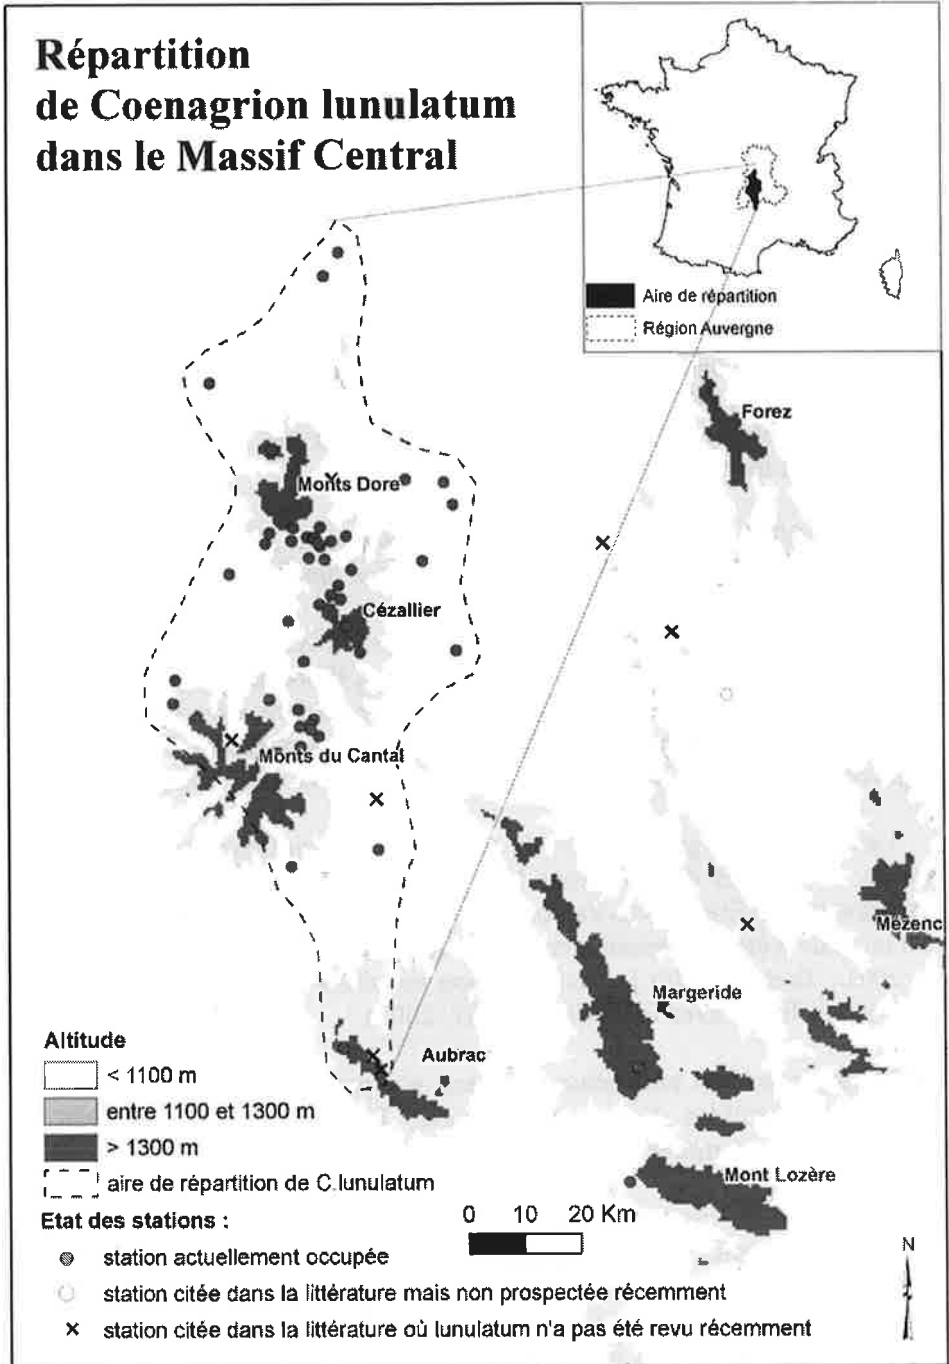 Répartition
de Coenagrion lunulatum
dans le Massif Central
Aire de répartition
Région Auvergne
Forez
Monts Dore
Cézallier
Monts du Cantal
Mézenc
Margeride
Aubrac
Mont Lozère
Altitude
< 1100 m
entre 1100 et 1300 m
> 1300 m
aire de répartition de C.lunulatum
Etat des stations :
0 10 20 Km
station actuellement occupée
station citée dans la littérature mais non prospectée récemment
station citée dans la littérature où lunulatum n'a pas été revu récemment
N